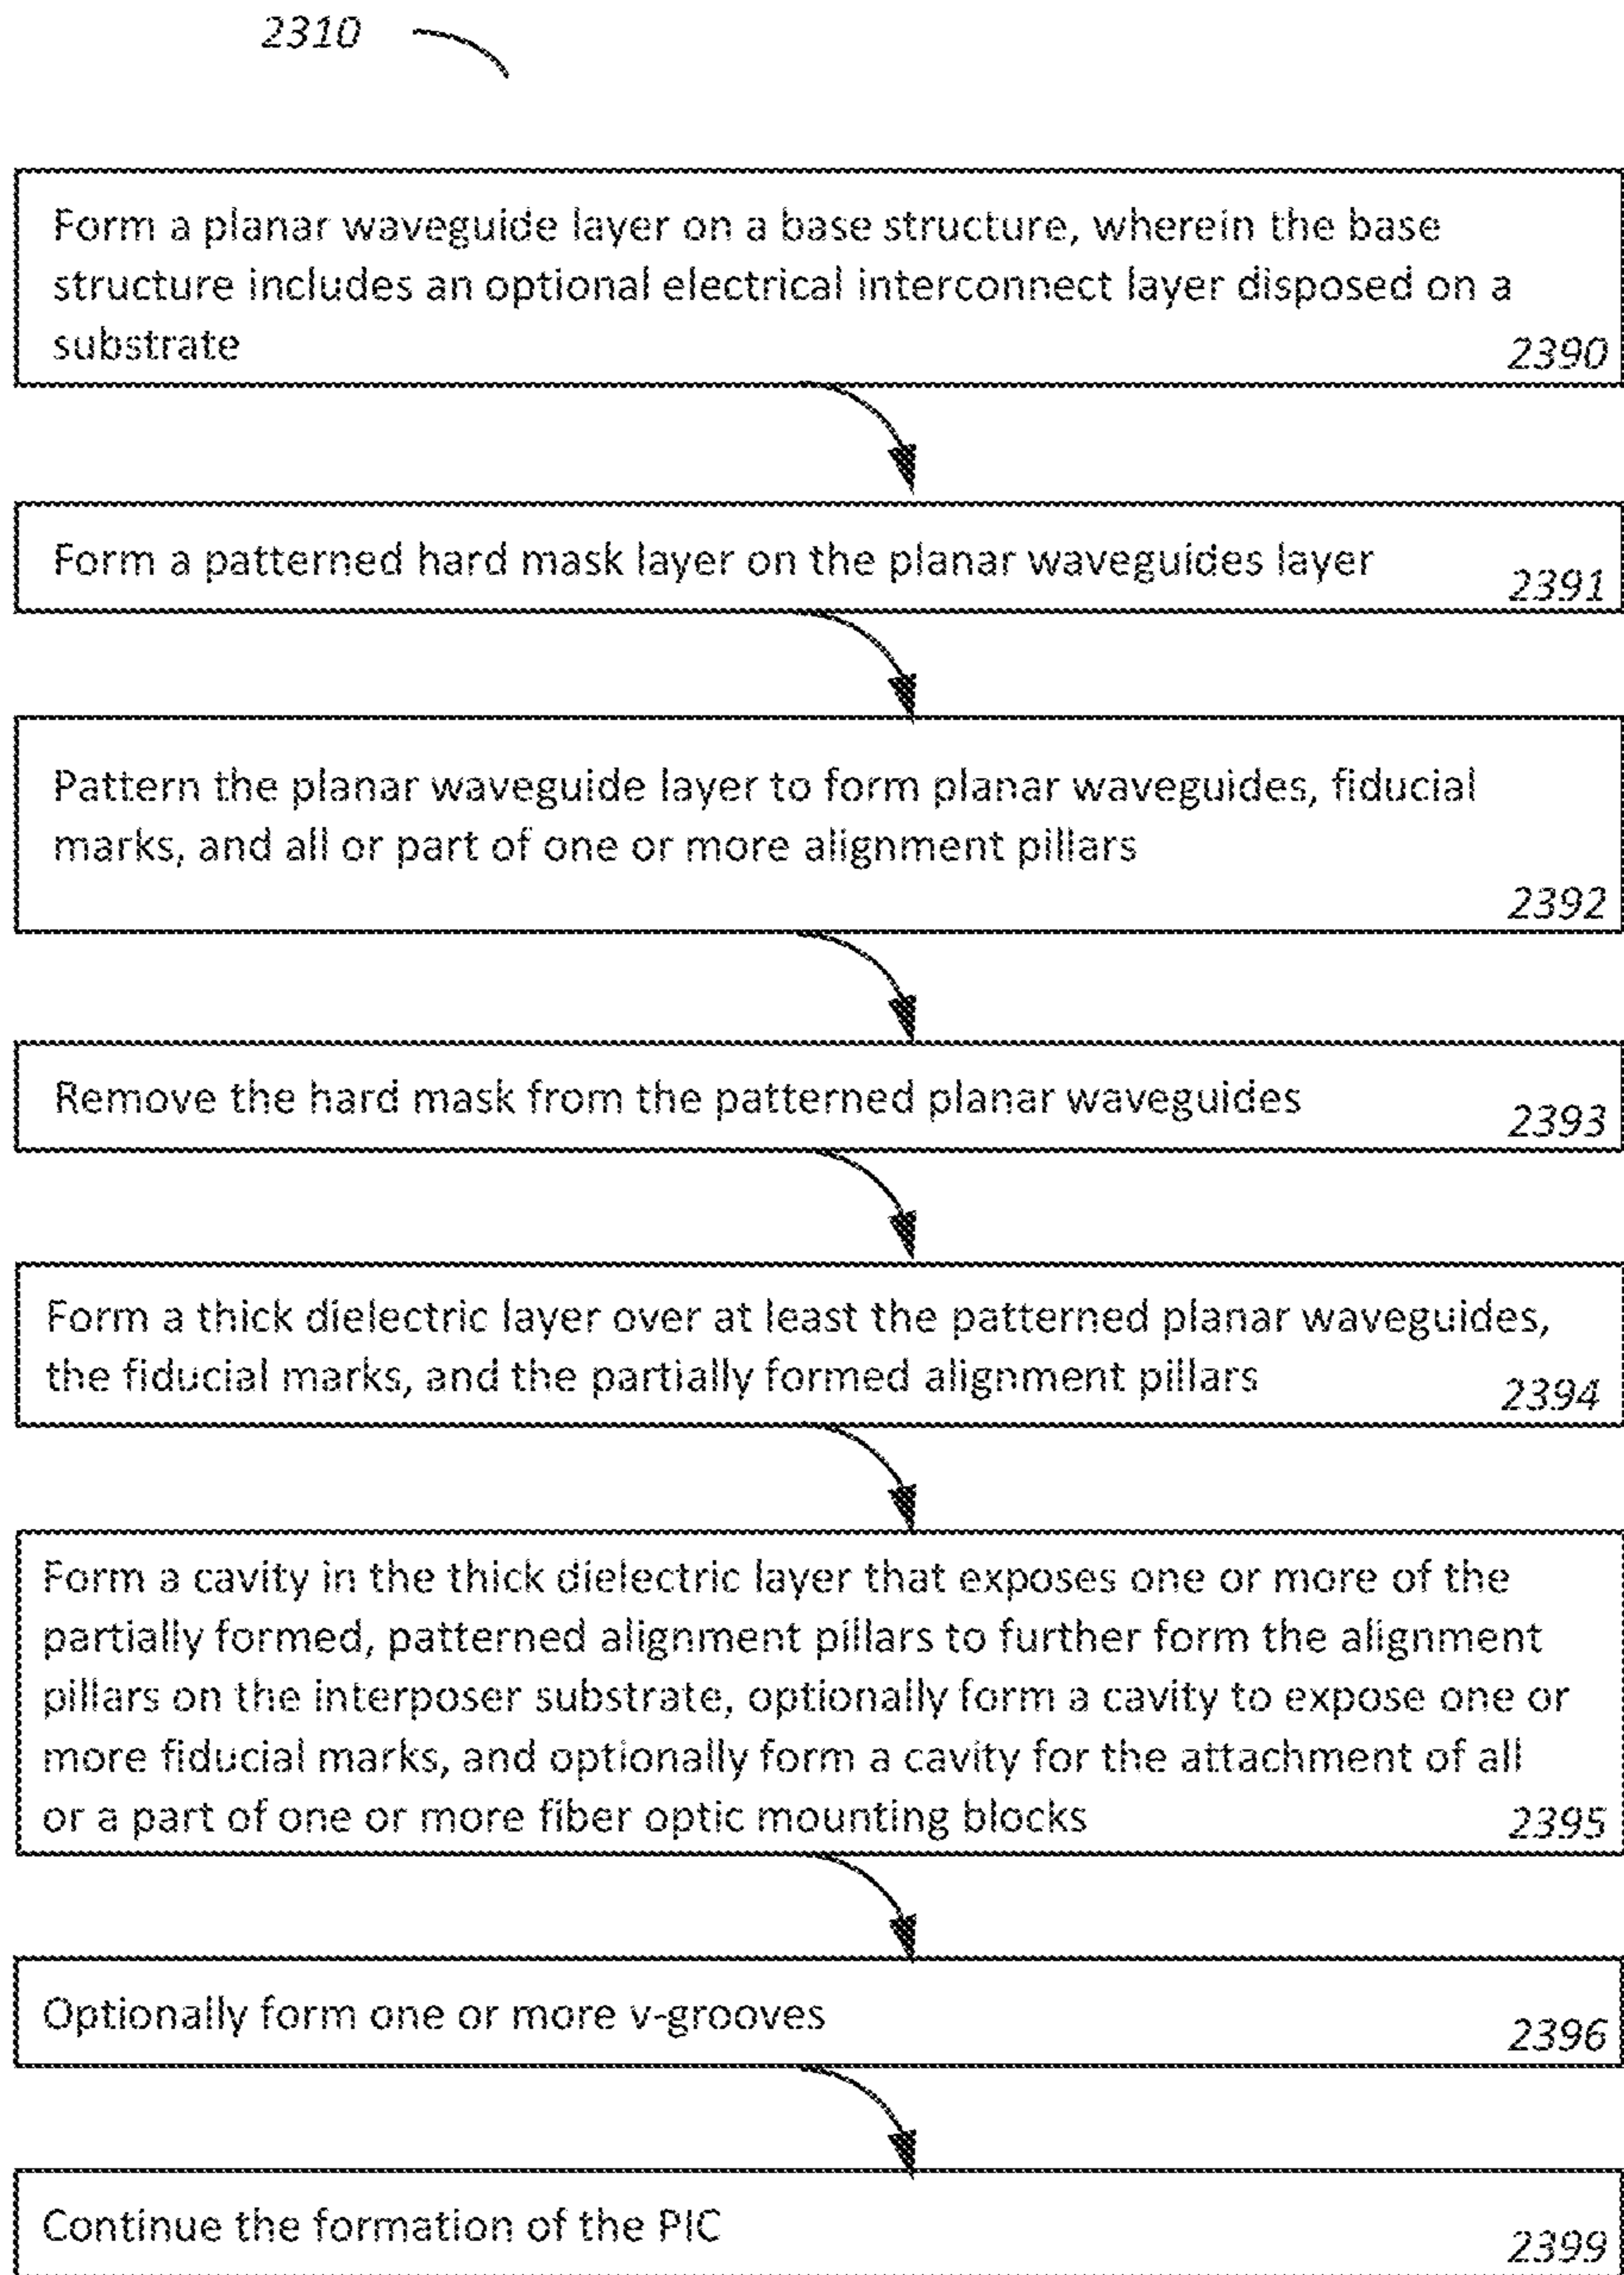 2310
Form a planar waveguide layer on a base structure, wherein the base
structure includes an optional electrical interconnect layer disposed on a
substrate
2390
Form a patterned hard mask layer on the planar waveguides layer
2391
Pattern the planar waveguide layer to form planar waveguides, fiducial
marks, and all or part of one or more alignment pillars
2392
Remove the hard mask from the patterned planar waveguides
2393
Form a thick dielectric layer over at least the patterned planar waveguides,
the fiducial marks, and the partially formed alignment pillars
2394
Form a cavity in the thick dielectric layer that exposes one or more of the
partially formed, patterned alignment pillars to further form the alignment
pillars on the interposer substrate, optionally form a cavity to expose one or
more fiducial marks, and optionally form a cavity for the attachment of all
or a part of one or more fiber optic mounting blocks
2395
Optionally form one or more v-grooves
2396
Continue the formation of the PIC
2399